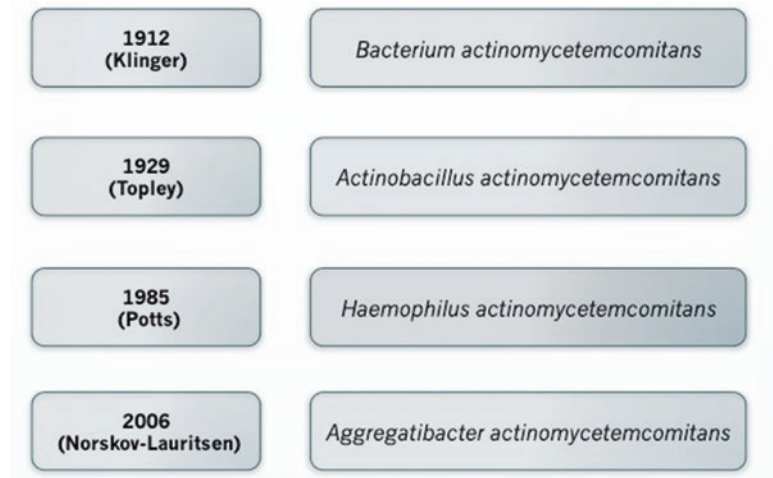 1912
(Klinger)
Bacterium actinomycetemcomitans
1929
(Topley)
Actinobacillus actinomycetemcomitans
1985
(Potts)
Haemophilus actinomycetemcomitans
2006
(Norskov-Lauritsen)
Aggregatibacter actinomycetemcomitans